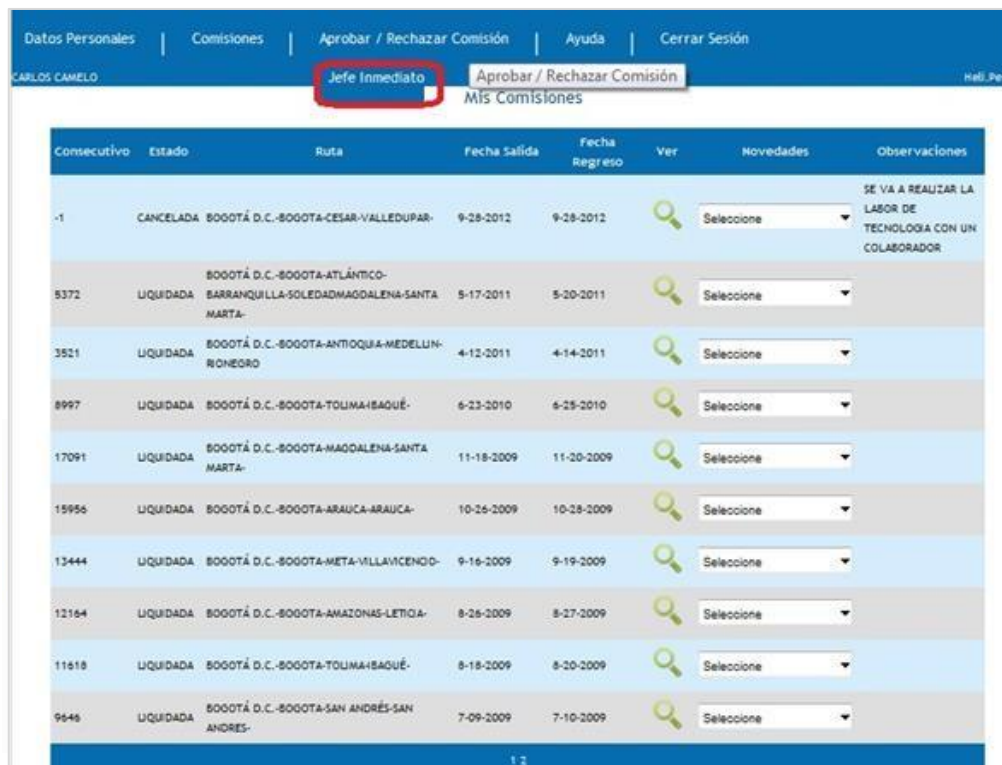 Datos Personales | Comisiones | Aprobar / Rechazar Comisión | Ayuda | Cerrar Sesión
CARLOS CAMELO Jefe Inmediato Aprobar / Rechazar Comisión Heli.Pe
Mis Comisiones
Consecutivo Estado Ruta Fecha Salida Fecha Regreso Ver Novedades Observaciones
-1 CANCELADA BOGOTÁ D.C.-BOGOTA-CESAR-VALLEDUPAR- 9-28-2012 9-28-2012 Seleccione SE VA A REALIZAR LA
LABOR DE
TECNOLOGIA CON UN
COLABORADOR
5372 LIQUIDADA BOGOTÁ D.C.-BOGOTA-ATLÁNTICO-
BARRANQUILLA-SOLEDADMAGDALENA-SANTA
MARTA- 5-17-2011 5-20-2011 Seleccione
3521 LIQUIDADA BOGOTÁ D.C.-BOGOTA-ANTIOQUIA-MEDELLIN-
RIONEGRO 4-12-2011 4-14-2011 Seleccione
8997 LIQUIDADA BOGOTÁ D.C.-BOGOTA-TOLIMA-IBAGUÉ- 6-23-2010 6-25-2010 Seleccione
17091 LIQUIDADA BOGOTÁ D.C.-BOGOTA-MAGDALENA-SANTA
MARTA- 11-18-2009 11-20-2009 Seleccione
15956 LIQUIDADA BOGOTÁ D.C.-BOGOTA-ARAUCA-ARAUCA- 10-26-2009 10-28-2009 Seleccione
13444 LIQUIDADA BOGOTÁ D.C.-BOGOTA-META-VILLAVICENCIO- 9-16-2009 9-19-2009 Seleccione
12164 LIQUIDADA BOGOTÁ D.C.-BOGOTA-AMAZONAS-LETICIA- 8-26-2009 8-27-2009 Seleccione
11618 LIQUIDADA BOGOTÁ D.C.-BOGOTA-TOLIMA-IBAGUÉ- 8-18-2009 8-20-2009 Seleccione
9646 LIQUIDADA BOGOTÁ D.C.-BOGOTA-SAN ANDRÉS-SAN
ANDRES- 7-09-2009 7-10-2009 Seleccione
1 2